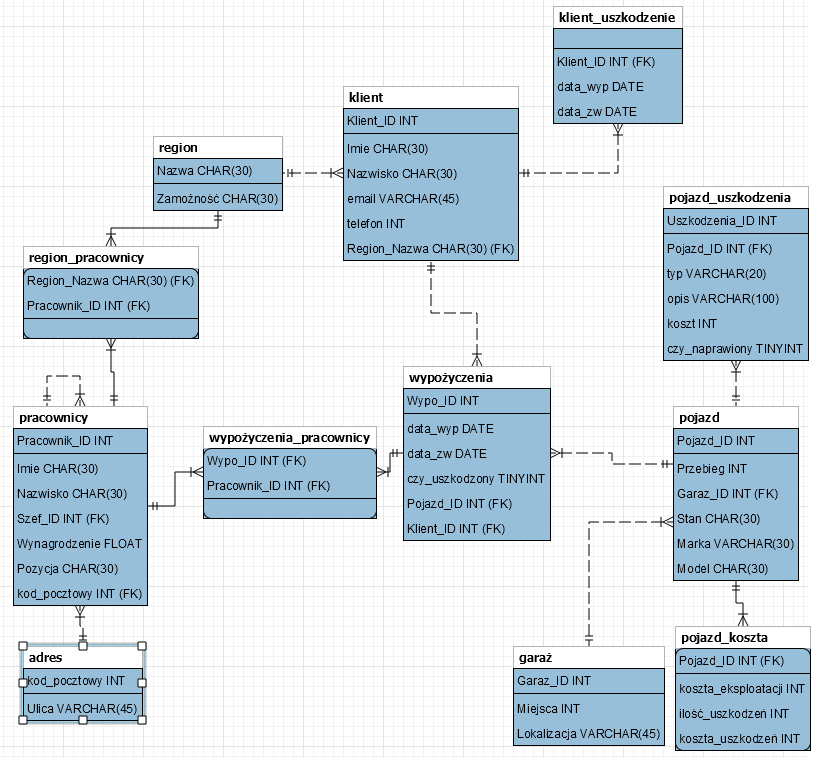 klient_uszkodzenie
Klient_ID INT (FK)
data_wyp DATE
data_zw DATE
klient
Klient_ID INT
Imie CHAR(30)
Nazwisko CHAR(30)
email VARCHAR(45)
telefon INT
Region_Nazwa CHAR(30) (FK)
region
Nazwa CHAR(30)
Zamożność CHAR(30)
pojazd_uszkodzenia
Uszkodzenia_ID INT
Pojazd_ID INT (FK)
typ VARCHAR(20)
opis VARCHAR(100)
koszt INT
czy_naprawiony TINYINT
region_pracownicy
Region_Nazwa CHAR(30) (FK)
Pracownik_ID INT (FK)
wypożyczenia
Wypo_ID INT
data_wyp DATE
data_zw DATE
czy_uszkodzony TINYINT
Pojazd_ID INT (FK)
Klient_ID INT (FK)
pracownicy
Pracownik_ID INT
Imie CHAR(30)
Nazwisko CHAR(30)
Szef_ID INT (FK)
Wynagrodzenie FLOAT
Pozycja CHAR(30)
kod_pocztowy INT (FK)
wypożyczenia_pracownicy
Wypo_ID INT (FK)
Pracownik_ID INT (FK)
pojazd
Pojazd_ID INT
Przebieg INT
Garaz_ID INT (FK)
Stan CHAR(30)
Marka VARCHAR(30)
Model CHAR(30)
adres
kod_pocztowy INT
Ulica VARCHAR(45)
garaż
Garaz_ID INT
Miejsca INT
Lokalizacja VARCHAR(45)
pojazd_koszta
Pojazd_ID INT (FK)
koszta_eksploatacji INT
ilość_uszkodzeń INT
koszta_uszkodzeń INT